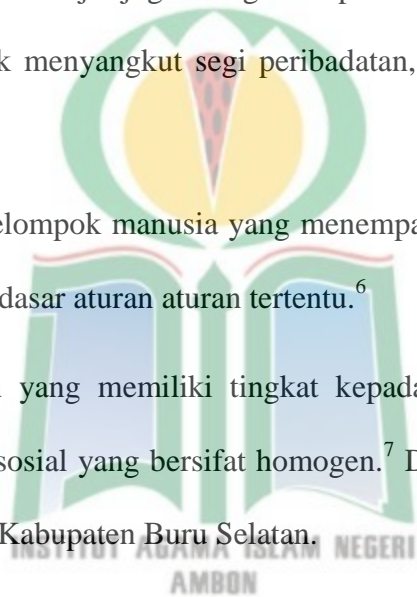 k menyangkut segi peribadatan,
elompok manusia yang menempa
dasar aturan aturan tertentu.6
yang memiliki tingkat kepada
sosial yang bersifat homogen.7 D
Kabupaten Buru Selatan.
INSTITUT AGAMA ISLAM NEGERI
AMBON